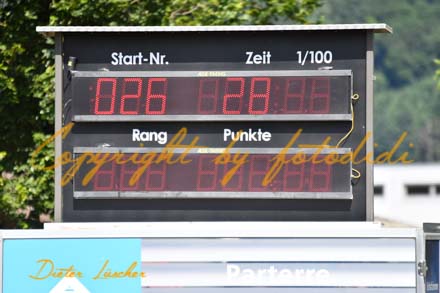 Start-Nr. Zeit 1/100
026 28
Rang Punkte
Copyright by fotodidi
Dieter Lüscher
Parterre